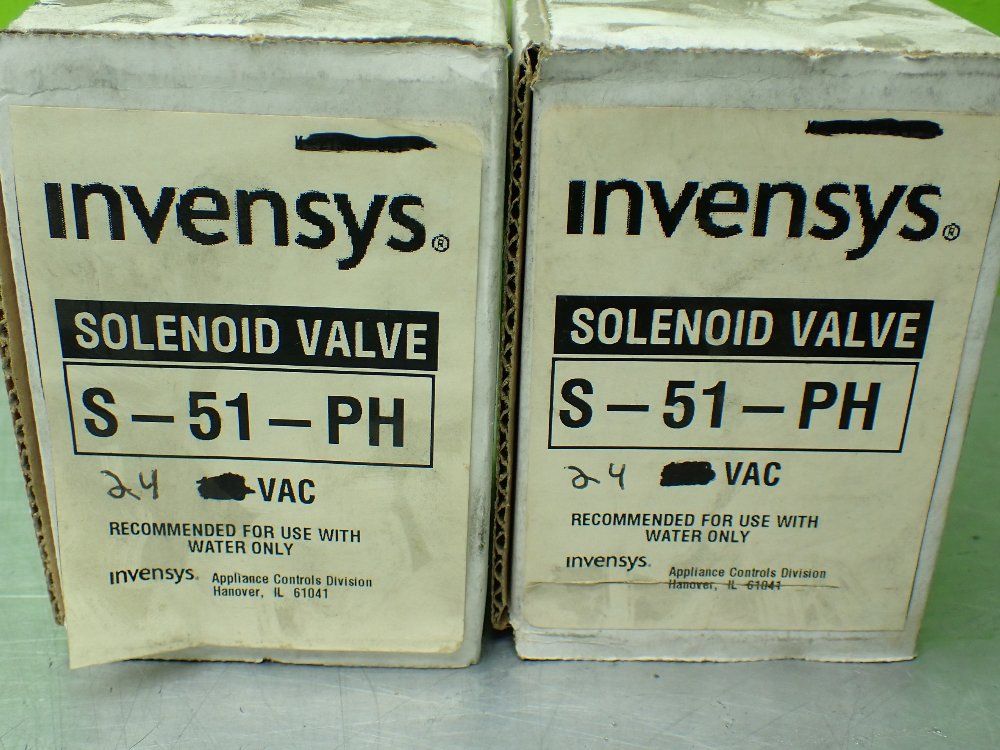 invensys®
SOLENOID VALVE
S-51-PH
24 VAC
RECOMMENDED FOR USE WITH
WATER ONLY
invensys. Appliance Controls Division
Hanover, IL 61041
invensys®
SOLENOID VALVE
S-51-PH
24 VAC
RECOMMENDED FOR USE WITH
WATER ONLY
invensys. Appliance Controls Division
Hanover, IL 61041